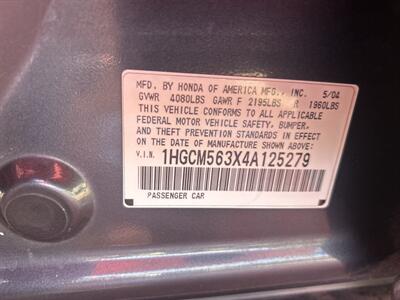 MFD. BY HONDA OF AMERICA MFG., INC. 5/04
GVWR 4080LBS GAWR F 2195LBS R 1960LBS
THIS VEHICLE CONFORMS TO ALL APPLICABLE
FEDERAL MOTOR VEHICLE SAFETY, BUMPER,
AND THEFT PREVENTION STANDARDS IN EFFECT
ON THE DATE OF MANUFACTURE SHOWN ABOVE.
V.I.N. 1HGCM563X4A125279
PASSENGER CAR